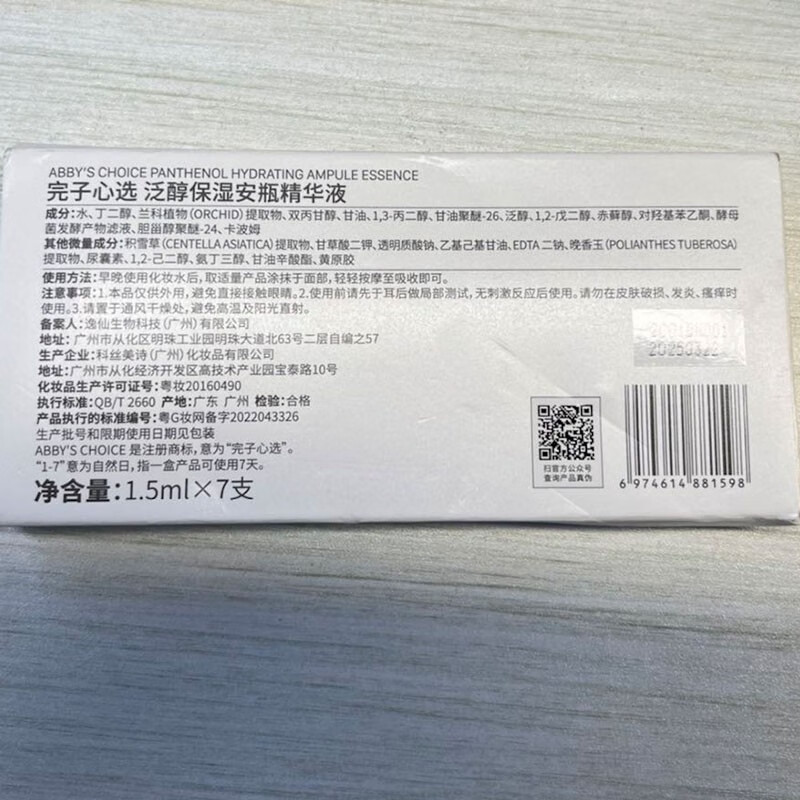 ABBY'S CHOICE PANTHENOL HYDRATING AMPULE ESSENCE
完子心选 泛醇保湿安瓶精华液
成分:水、丁二醇、兰科植物(ORCHID)提取物、双丙甘醇、甘油、1,3-丙二醇、甘油聚醚-26、泛醇、1,2-戊二醇、赤藓醇、对羟基苯乙酮、酵母
菌发酵产物滤液、胆甾醇聚醚-24、卡波姆
其他微量成分:积雪草(CENTELLA ASIATICA)提取物、甘草酸二钾、透明质酸钠、乙基己基甘油、EDTA 二钠、晚香玉(POLIANTHES TUBEROSA)
提取物、尿囊素、1,2-己二醇、氨丁三醇、甘油辛酸酯、黄原胶
使用方法:早晚使用化妆水后,取适量产品涂抹于面部,轻轻按摩至吸收即可。
注意事项:1.本品仅供外用,避免直接接触眼睛。2.使用前请先于耳后做局部测试,无刺激反应后使用。请勿在皮肤破损、发炎、瘙痒时
使用。3.请置于通风干燥处,避免高温及阳光直射。
备案人:逸仙生物科技(广州)有限公司
地址:广州市从化区明珠工业园明珠大道北63号二层自编之57
生产企业:科丝美诗(广州)化妆品有限公司
地址:广州市从化经济开发区高技术产业园宝泰路10号
化妆品生产许可证号:粤妆20160490
执行标准:QB/T 2660 产地:广东 广州 检验:合格
产品执行的标准编号:粤G妆网备字2022043326
生产批号和限期使用日期见包装
ABBY'S CHOICE 是注册商标,意为“完子心选”。
“1-7”意为自然日,指一盒产品可使用7天。
净含量:1.5ml×7支
20250322
扫官方公众号
查询产品真伪
6 974614 881598